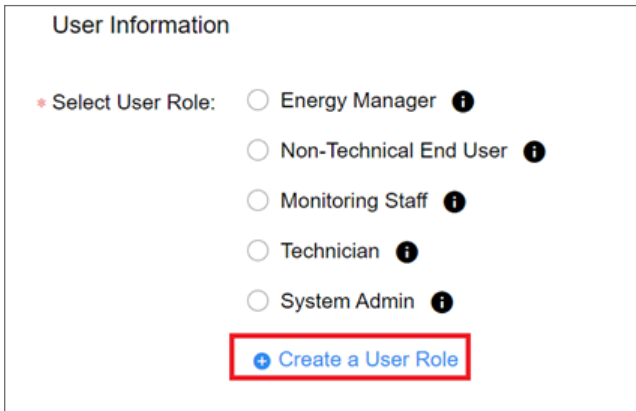 User Information
* Select User Role:
Energy Manager
Non-Technical End User
Monitoring Staff
Technician
System Admin
Create a User Role